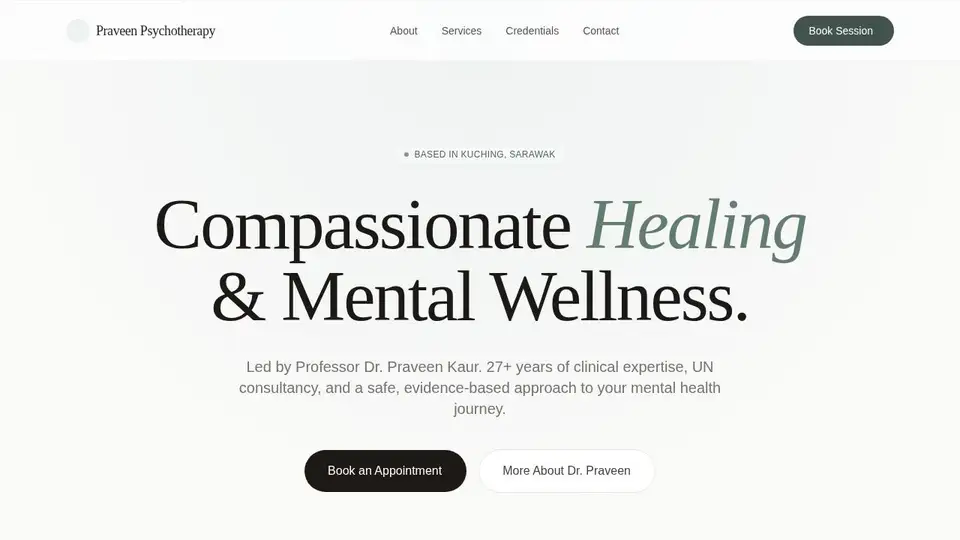 Praveen Psychotherapy
About
Services
Credentials
Contact
Book Session
BASED IN KUCHING, SARAWAK
Compassionate Healing
& Mental Wellness.
Led by Professor Dr. Praveen Kaur. 27+ years of clinical expertise, UN
consultancy, and a safe, evidence-based approach to your mental health
journey.
Book an Appointment
More About Dr. Praveen